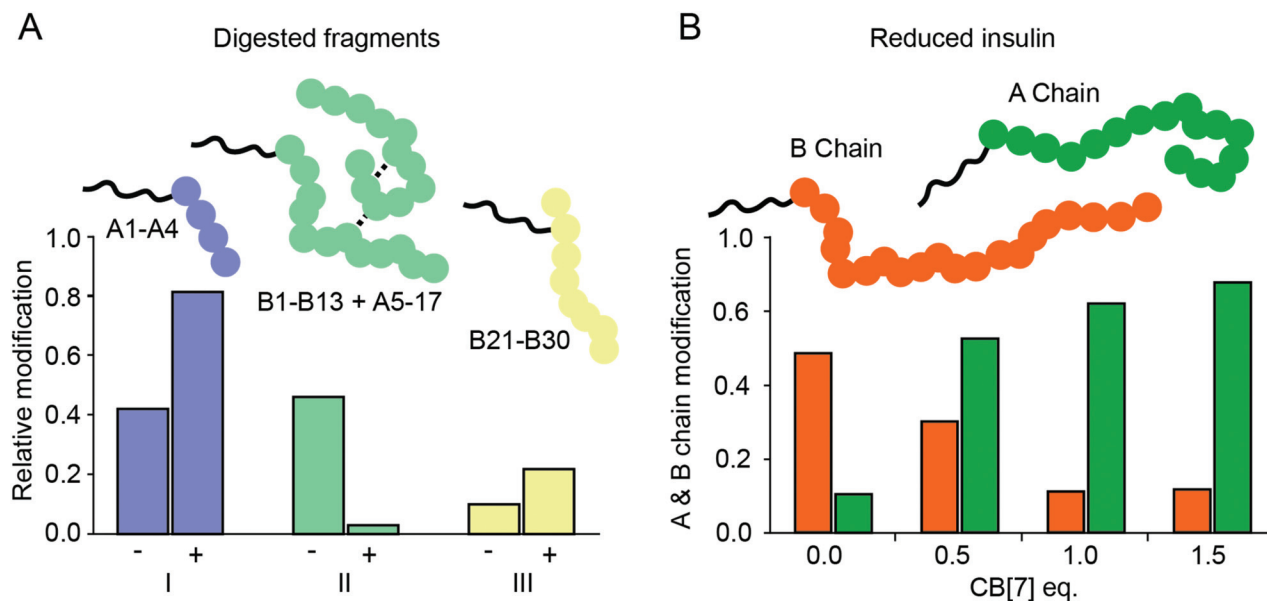 A
Digested fragments
A1-A4
B1-B13 + A5-17
B21-B30
Relative modification
1.0
0.8
0.6
0.4
0.2
0.0
- + - + - +
I II III
B
Reduced insulin
A Chain
B Chain
A & B chain modification
1.0
0.6
0.4
0.2
0.0
0.0 0.5 1.0 1.5
CB[7] eq.